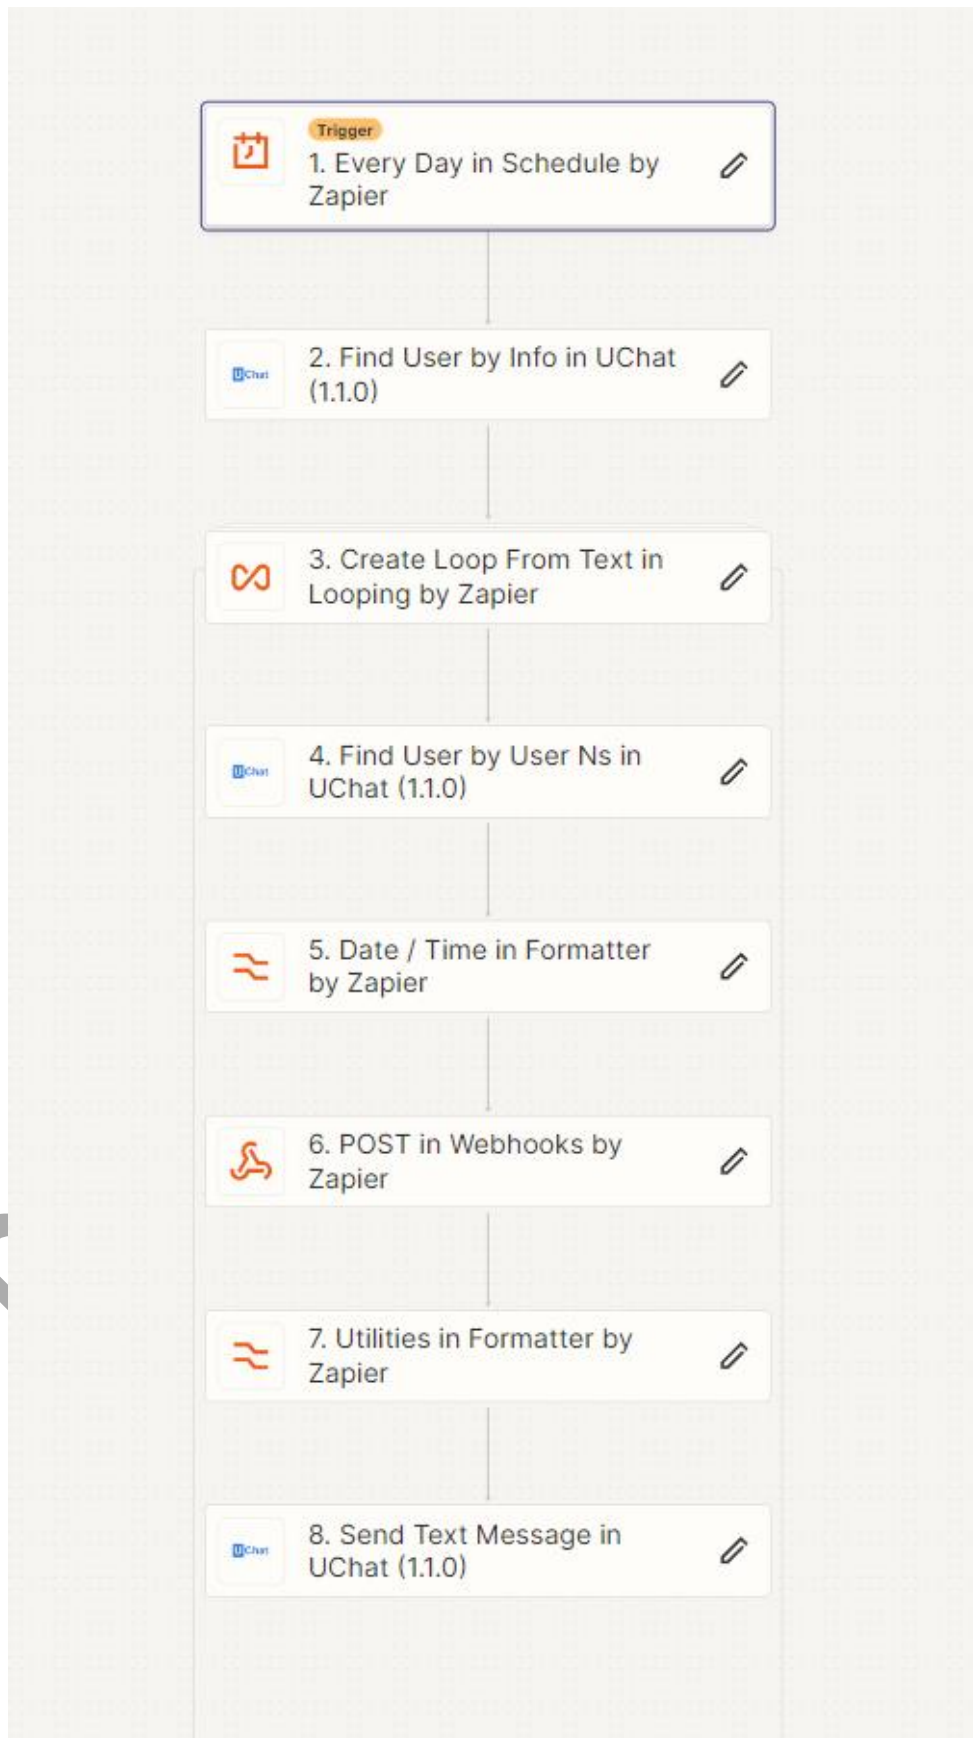 Trigger
1. Every Day in Schedule by
Zapier
UChat
2. Find User by Info in UChat
(1.1.0)
3. Create Loop From Text in
Looping by Zapier
UChat
4. Find User by User Ns in
UChat (1.1.0)
5. Date / Time in Formatter
by Zapier
6. POST in Webhooks by
Zapier
7. Utilities in Formatter by
Zapier
UChat
8. Send Text Message in
UChat (1.1.0)